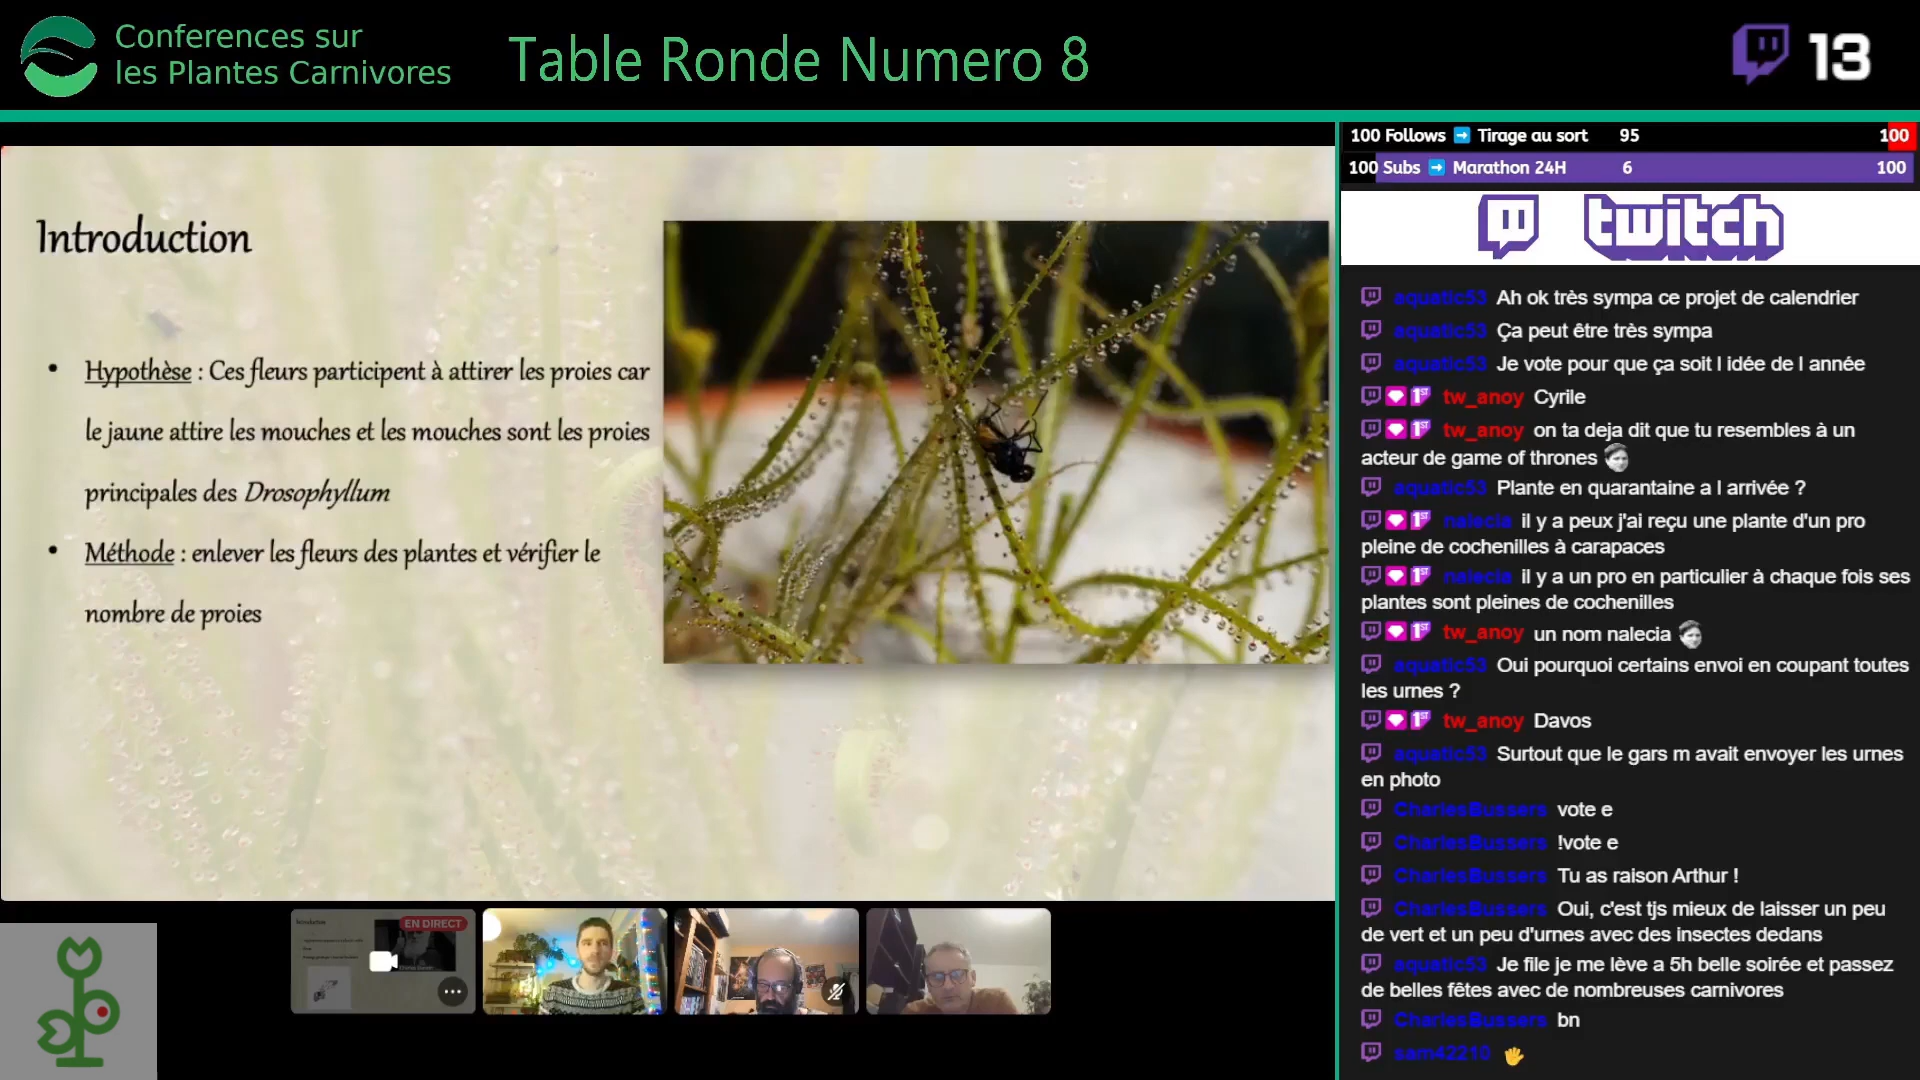 Conferences sur
les Plantes Carnivores
Table Ronde Numero 8
13
100 Follows ➡ Tirage au sort 95 100
100 Subs ➡ Marathon 24H 6 100
twitch
Introduction
• Hypothèse : Ces fleurs participent à attirer les proies car
le jaune attire les mouches et les mouches sont les proies
principales des Drosophyllum
• Méthode : enlever les fleurs des plantes et vérifier le
nombre de proies
aquatic53 Ah ok très sympa ce projet de calendrier
aquatic53 Ça peut être très sympa
aquatic53 Je vote pour que ça soit l idée de l année
1ST tw_anoy Cyrile
1ST tw_anoy on ta deja dit que tu resembles à un
acteur de game of thrones
aquatic53 Plante en quarantaine a l arrivée ?
1ST nalecia il y a peux j'ai reçu une plante d'un pro
pleine de cochenilles à carapaces
1ST nalecia il y a un pro en particulier à chaque fois ses
plantes sont pleines de cochenilles
1ST tw_anoy un nom nalecia
aquatic53 Oui pourquoi certains envoi en coupant toutes
les urnes ?
1ST tw_anoy Davos
aquatic53 Surtout que le gars m avait envoyer les urnes
en photo
CharlesBussers vote e
CharlesBussers !vote e
CharlesBussers Tu as raison Arthur !
CharlesBussers Oui, c'est tjs mieux de laisser un peu
de vert et un peu d'urnes avec des insectes dedans
aquatic53 Je file je me lève a 5h belle soirée et passez
de belles fêtes avec de nombreuses carnivores
CharlesBussers bn
sam42210 🖐
Introduction
EN DIRECT